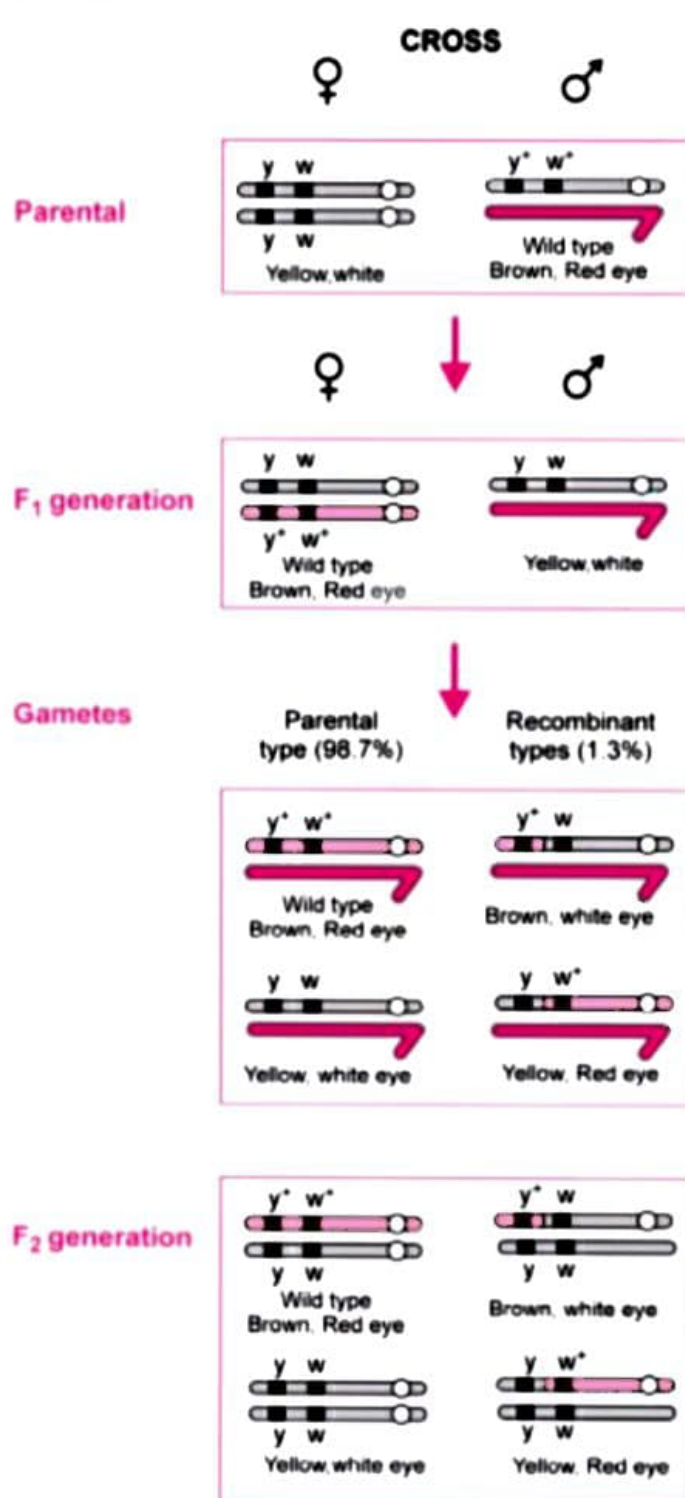 CROSS
♀ ♂
Parental
y w
y w
Yellow,white
y⁺ w⁺
Wild type
Brown, Red eye
♀ ♂
F₁ generation
y w
y⁺ w⁺
Wild type
Brown, Red eye
y w
Yellow,white
Gametes
Parental
type (98.7%)
Recombinant
types (1.3%)
y⁺ w⁺
Wild type
Brown, Red eye
y⁺ w
Brown, white eye
y w
Yellow, white eye
y w⁺
Yellow, Red eye
F₂ generation
y⁺ w⁺
y w
Wild type
Brown, Red eye
y⁺ w
y w
Brown, white eye
y w
y w
Yellow,white eye
y w⁺
y w
Yellow, Red eye